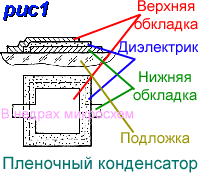 рис1
Верхняя
обкладка
Диэлектрик
Нижняя
обкладка
В недрах микросхем
Подложка
Пленочный конденсатор